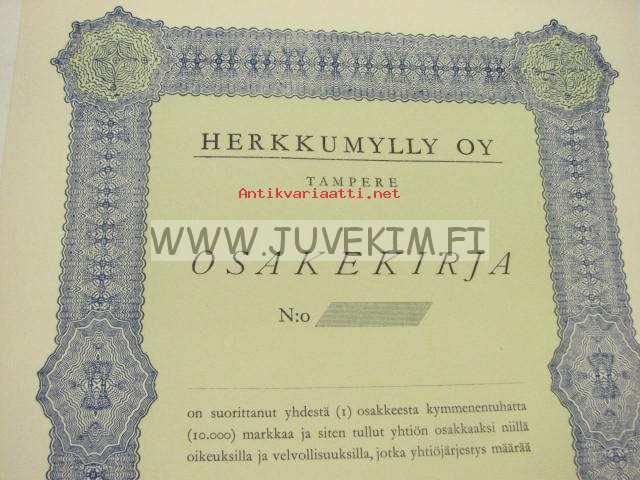 HERKKUMYLLY OY
TAMPERE
Antikvariaatti.net
WWW.JUVEKIM.FI
OSAKEKIRJA
N:o
on suorittanut yhdestä (1) osakkeesta kymmenentuhatta
(10.000) markkaa ja siten tullut yhtiön osakkaaksi niillä
oikeuksilla ja velvollisuuksilla, jotka yhtiöjärjestys määrää